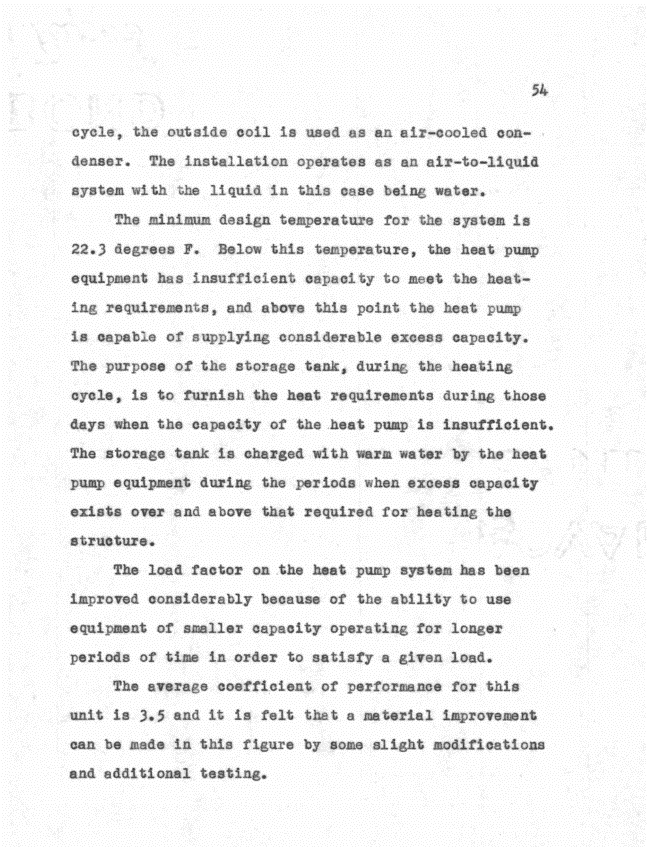 54
cycle, the outside coil is used as an air-cooled con-
denser. The installation operates as an air-to-liquid
system with the liquid in this case being water.
The minimum design temperature for the system is
22.3 degrees F. Below this temperature, the heat pump
equipment has insufficient capacity to meet the heat-
ing requirements, and above this point the heat pump
is capable of supplying considerable excess capacity.
The purpose of the storage tank, during the heating
cycle, is to furnish the heat requirements during those
days when the capacity of the heat pump is insufficient.
The storage tank is charged with warm water by the heat
pump equipment during the periods when excess capacity
exists over and above that required for heating the
structure.
The load factor on the heat pump system has been
improved considerably because of the ability to use
equipment of smaller capacity operating for longer
periods of time in order to satisfy a given load.
The average coefficient of performance for this
unit is 3.5 and it is felt that a material improvement
can be made in this figure by some slight modifications
and additional testing.